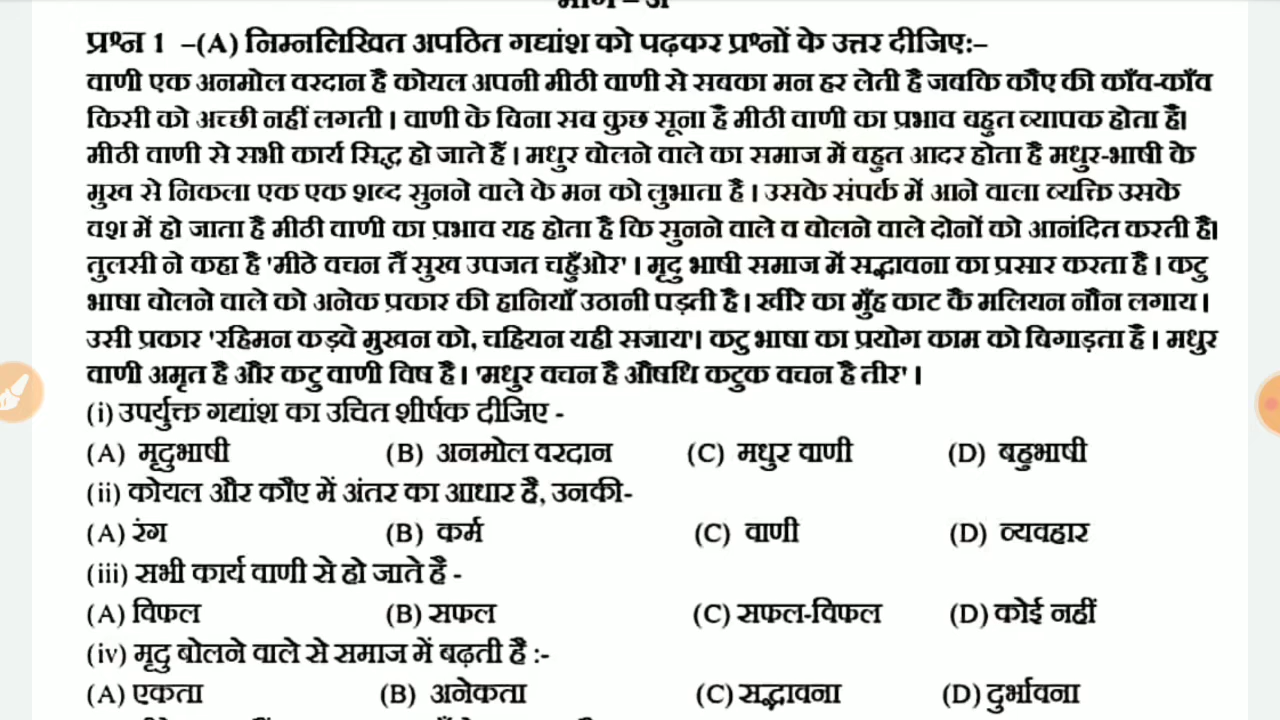 प्रश्न 1 –(A) निम्नलिखित अपठित गद्यांश को पढ़कर प्रश्नों के उत्तर दीजिएः–
वाणी एक अनमोल वरदान है कोयल अपनी मीठी वाणी से सबका मन हर लेती है जबकि कौए की काँव-काँव
किसी को अच्छी नहीं लगती । वाणी के बिना सब कुछ सूना है मीठी वाणी का प्रभाव बहुत व्यापक होता है।
मीठी वाणी से सभी कार्य सिद्ध हो जाते हैं । मधुर बोलने वाले का समाज में बहुत आदर होता है मधुर-भाषी के
मुख से निकला एक एक शब्द सुनने वाले के मन को लुभाता है । उसके संपर्क में आने वाला व्यक्ति उसके
वश में हो जाता है मीठी वाणी का प्रभाव यह होता है कि सुनने वाले व बोलने वाले दोनों को आनंदित करती है।
तुलसी ने कहा है 'मीठे वचन तैं सुख उपजत चहुँओर' । मृदु भाषी समाज में सद्भावना का प्रसार करता है । कटु
भाषा बोलने वाले को अनेक प्रकार की हानियाँ उठानी पड़ती है । खीरे का मुँह काट कै मलियन नौन लगाय ।
उसी प्रकार 'रहिमन कड़वे मुखन को, चहियन यही सजाय'। कटु भाषा का प्रयोग काम को बिगाड़ता है । मधुर
वाणी अमृत है और कटु वाणी विष है । 'मधुर वचन है औषधि कटुक वचन है तीर' ।
(i) उपर्युक्त गद्यांश का उचित शीर्षक दीजिए -
(A) मृदुभाषी (B) अनमोल वरदान (C) मधुर वाणी (D) बहुभाषी
(ii) कोयल और कौए में अंतर का आधार है, उनकी-
(A) रंग (B) कर्म (C) वाणी (D) व्यवहार
(iii) सभी कार्य वाणी से हो जाते है -
(A) विफल (B) सफल (C) सफल-विफल (D) कोई नहीं
(iv) मृदु बोलने वाले से समाज में बढ़ती है :-
(A) एकता (B) अनेकता (C) सद्भावना (D) दुर्भावना